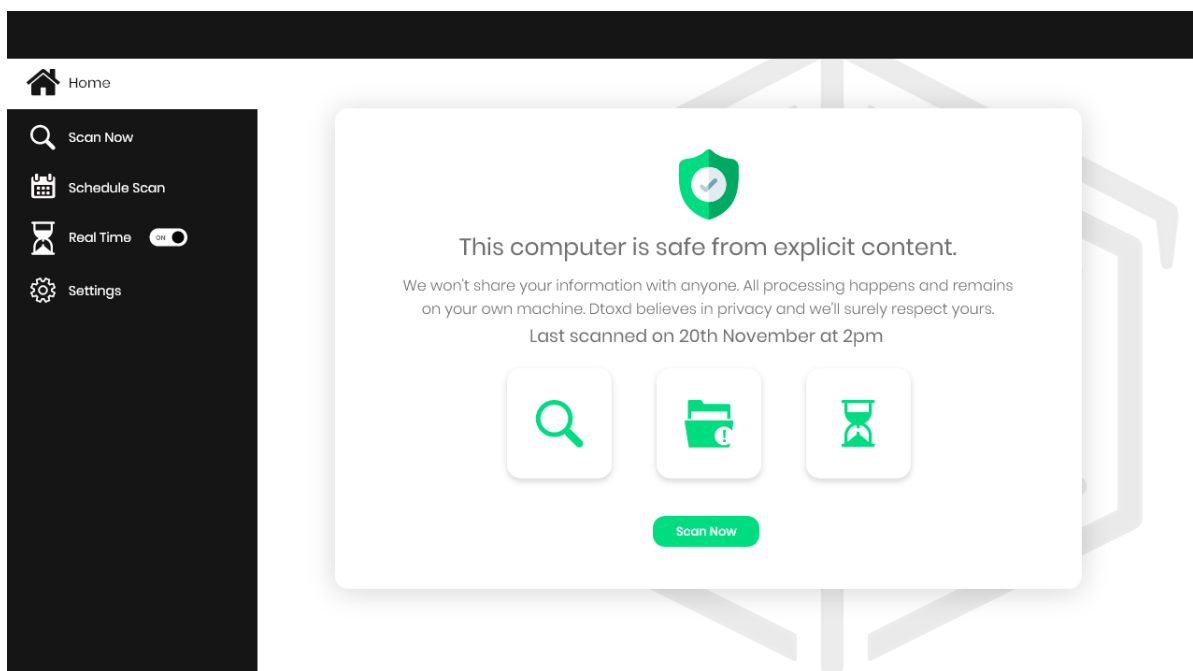 Home
Scan Now
Schedule Scan
Real Time ON
Settings
This computer is safe from explicit content.
We won't share your information with anyone. All processing happens and remains
on your own machine. Dtoxd believes in privacy and we'll surely respect yours.
Last scanned on 20th November at 2pm
!
Scan Now